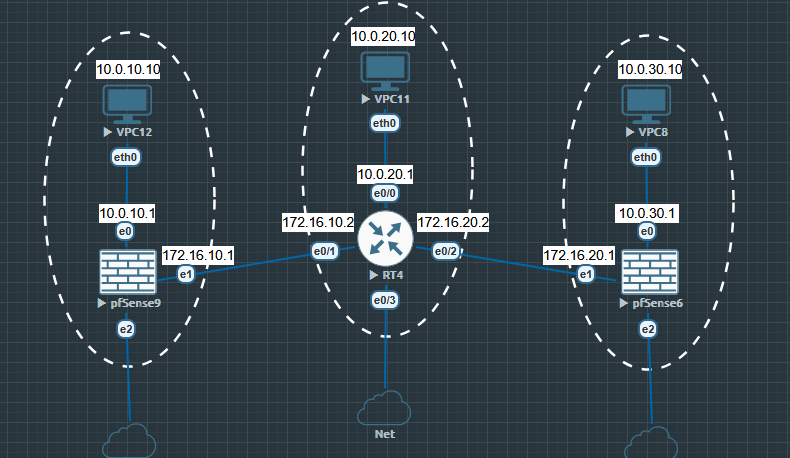 10.0.20.10
VPC11
eth0
10.0.10.10
VPC12
eth0
10.0.30.10
VPC8
eth0
10.0.20.1
e0/0
10.0.10.1
e0
172.16.10.1
e1
pfSense9
e2
172.16.10.2
e0/1
172.16.20.2
e0/2
RT4
e0/3
Net
10.0.30.1
e0
172.16.20.1
e1
pfSense6
e2